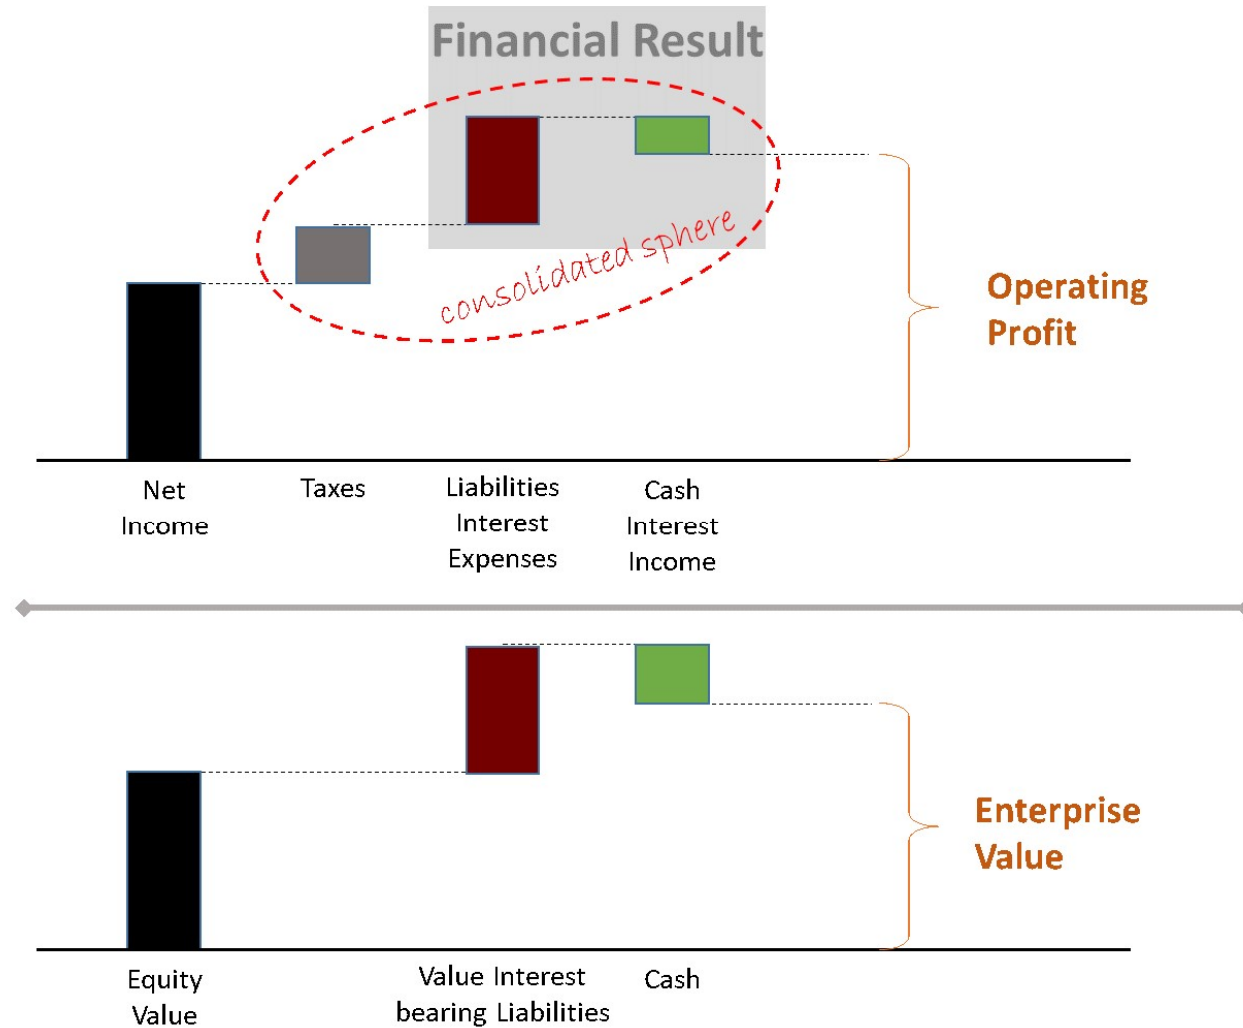 Financial Result
consolidated sphere
Operating
Profit
Net
Income
Taxes
Liabilities
Interest
Expenses
Cash
Interest
Income
Enterprise
Value
Equity
Value
Value Interest
bearing Liabilities
Cash